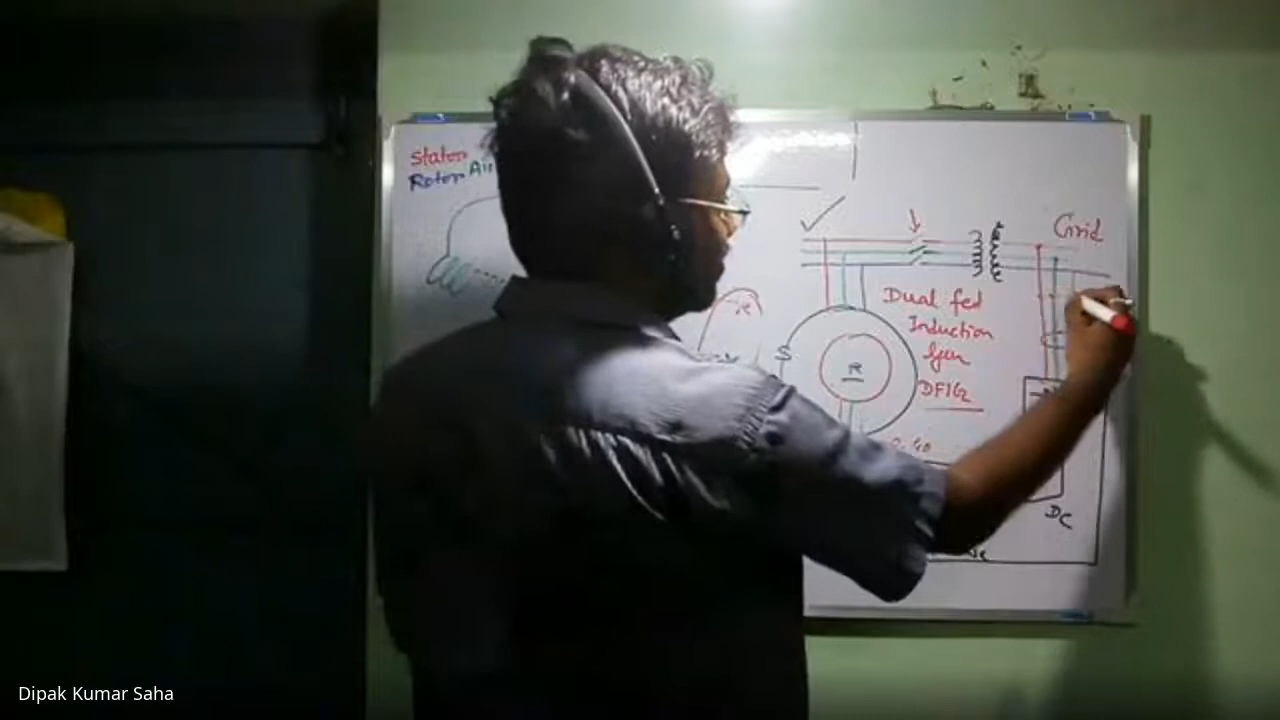 Stator
Rotor Air
Grid
Dual fed
Induction
Gen
DFIG
S
R
DC
Dipak Kumar Saha